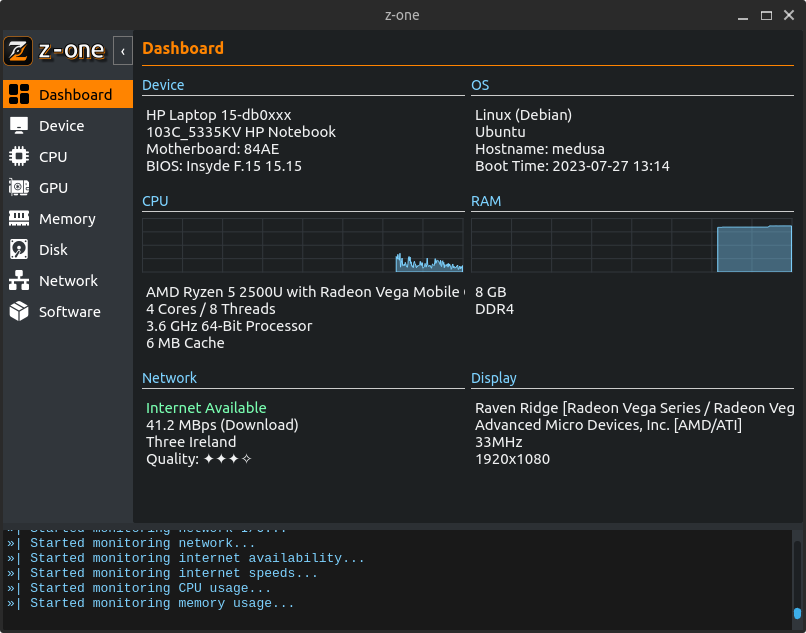 z-one
z-one
‹
Dashboard
Dashboard
Device
CPU
GPU
Memory
Disk
Network
Software
Device
HP Laptop 15-db0xxx
103C_5335KV HP Notebook
Motherboard: 84AE
BIOS: Insyde F.15 15.15
OS
Linux (Debian)
Ubuntu
Hostname: medusa
Boot Time: 2023-07-27 13:14
CPU
AMD Ryzen 5 2500U with Radeon Vega Mobile
4 Cores / 8 Threads
3.6 GHz 64-Bit Processor
6 MB Cache
RAM
8 GB
DDR4
Network
Internet Available
41.2 MBps (Download)
Three Ireland
Quality: ✦✦✦✧
Display
Raven Ridge [Radeon Vega Series / Radeon Veg
Advanced Micro Devices, Inc. [AMD/ATI]
33MHz
1920x1080
»| Started monitoring network I/O...
»| Started monitoring network...
»| Started monitoring internet availability...
»| Started monitoring internet speeds...
»| Started monitoring CPU usage...
»| Started monitoring memory usage...